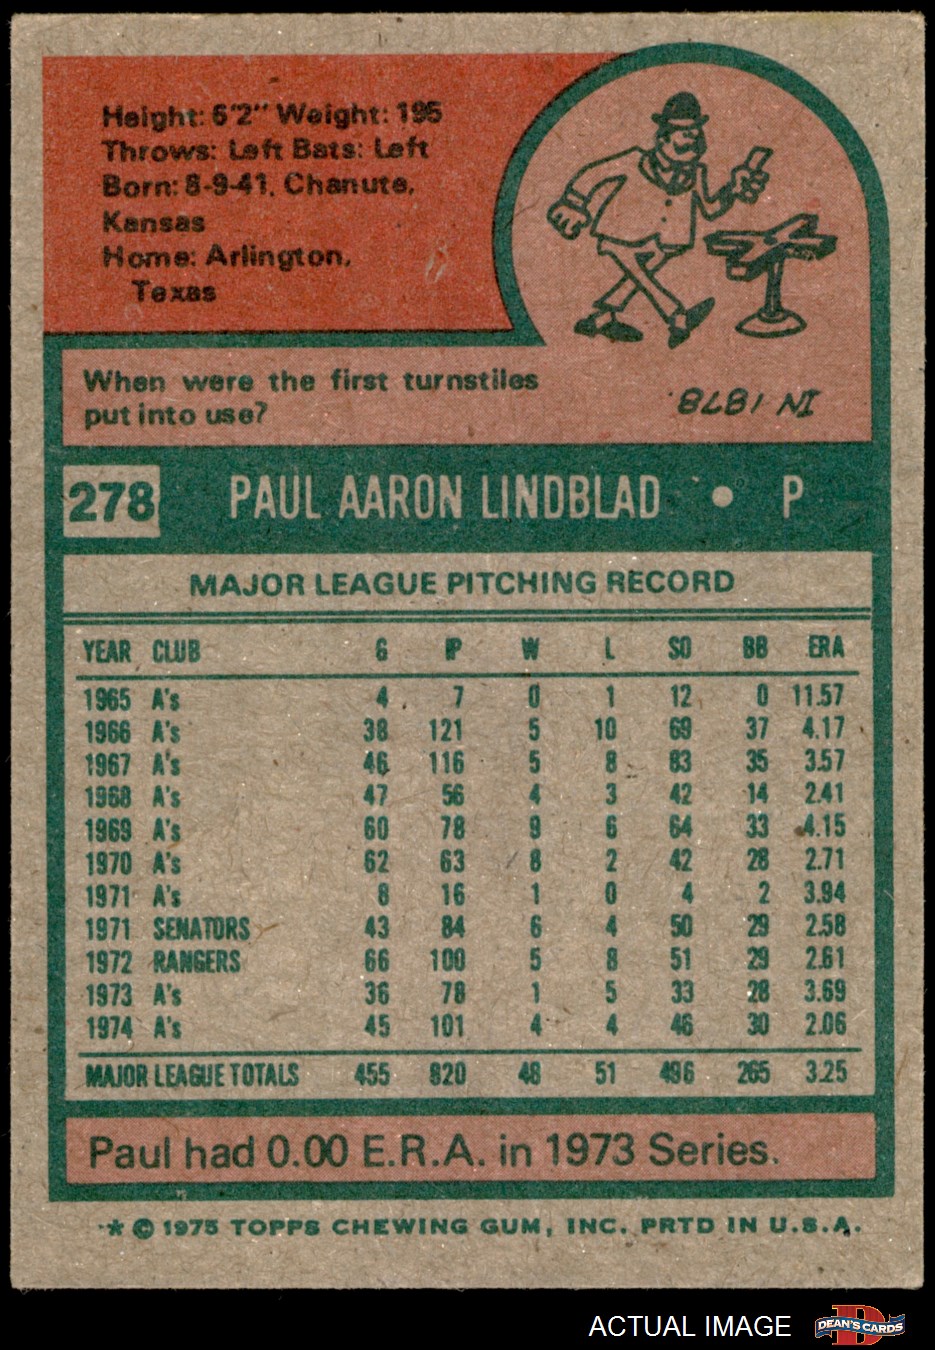 Height: 6'2" Weight: 195
Throws: Left Bats: Left
Born: 8-9-41, Chanute,
Kansas
Home: Arlington,
Texas
When were the first turnstiles
put into use?
IN 1878.
278 PAUL AARON LINDBLAD • P
MAJOR LEAGUE PITCHING RECORD
YEAR CLUB G IP W L SO BB ERA
1965 A's 4 7 0 1 12 0 11.57
1966 A's 38 121 5 10 69 37 4.17
1967 A's 46 116 5 8 83 35 3.57
1968 A's 47 56 4 3 42 14 2.41
1969 A's 60 78 9 6 64 33 4.15
1970 A's 62 63 8 2 42 28 2.71
1971 A's 8 16 1 0 4 2 3.94
1971 SENATORS 43 84 6 4 50 29 2.58
1972 RANGERS 66 100 5 8 51 29 2.61
1973 A's 36 78 1 5 33 28 3.69
1974 A's 45 101 4 4 46 30 2.06
MAJOR LEAGUE TOTALS 455 820 48 51 496 265 3.25
Paul had 0.00 E.R.A. in 1973 Series.
* © 1975 TOPPS CHEWING GUM, INC. PRTD IN U.S.A.
ACTUAL IMAGE DEAN'S CARDS